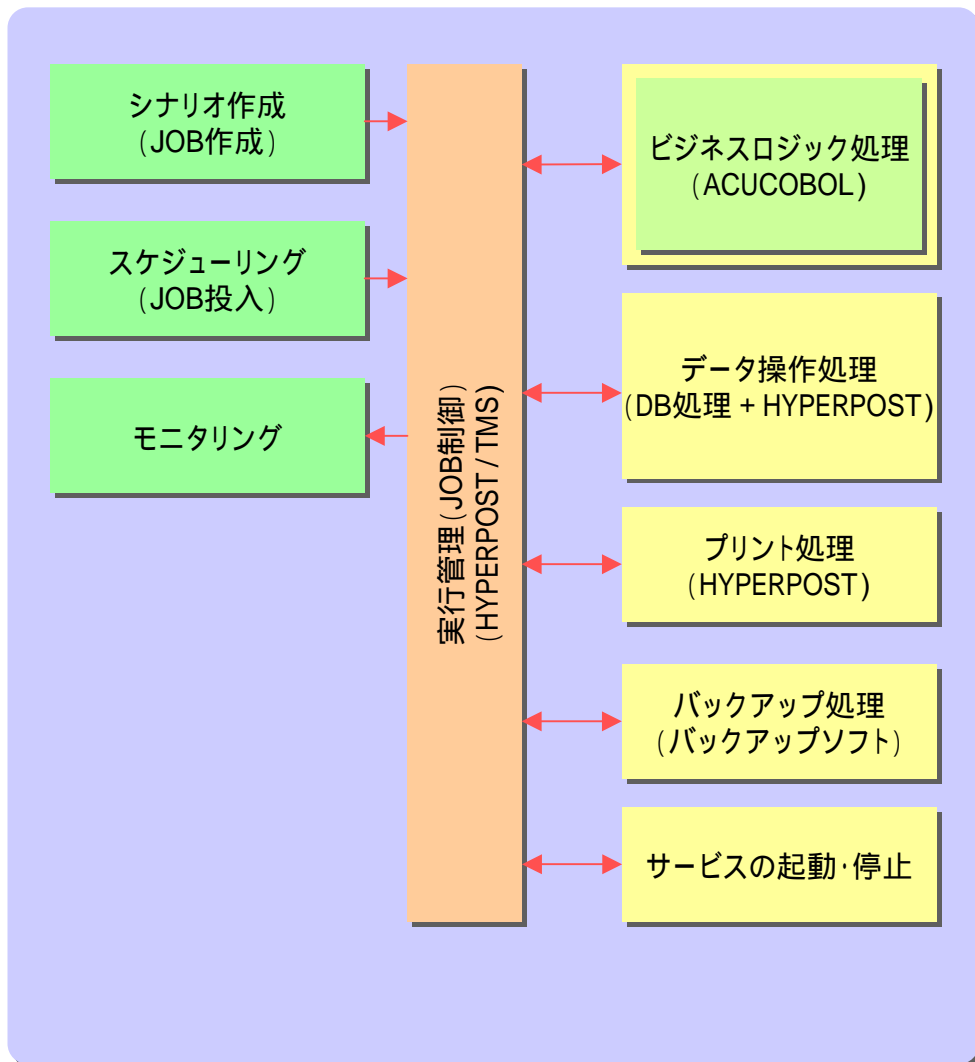 シナリオ作成
(JOB作成)
スケジューリング
(JOB投入)
モニタリング
実行管理(JOB制御)
(HYPERPOST / TMS)
ビジネスロジック処理
(ACUCOBOL)
データ操作処理
(DB処理 + HYPERPOST)
プリント処理
(HYPERPOST)
バックアップ処理
(バックアップソフト)
サービスの起動・停止